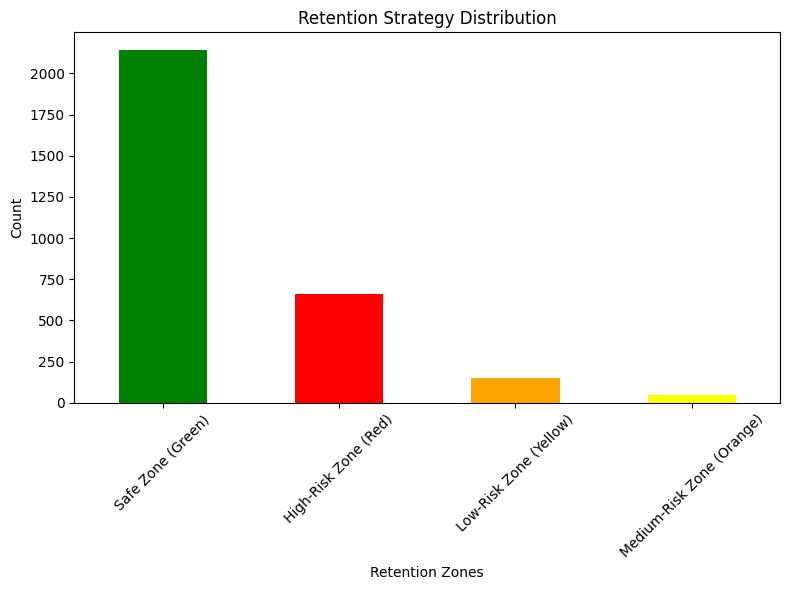 Retention Strategy Distribution
2000
1750
1500
1250
1000
750
500
250
0
Count
Safe Zone (Green)
High-Risk Zone (Red)
Low-Risk Zone (Yellow)
Medium-Risk Zone (Orange)
Retention Zones